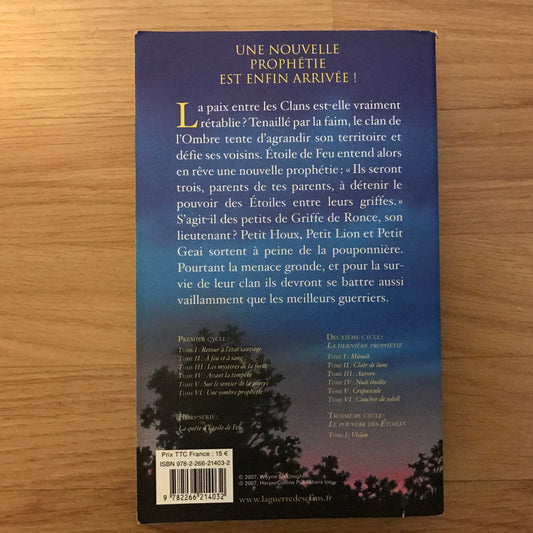 UNE NOUVELLE
PROPHÉTIE
EST ENFIN ARRIVÉE !
La paix entre les Clans est-elle vraiment
rétablie ? Tenaillé par la faim, le clan de
l'Ombre tente d'agrandir son territoire et
défie ses voisins. Étoile de Feu entend alors
en rêve une nouvelle prophétie : « Ils seront
trois, parents de tes parents, à détenir le
pouvoir des Étoiles entre leurs griffes. »
S'agit-il des petits de Griffe de Ronce, son
lieutenant ? Petit Houx, Petit Lion et Petit
Geai sortent à peine de la pouponnière.
Pourtant la menace gronde, et pour la sur-
vie de leur clan ils devront se battre aussi
vaillamment que les meilleurs guerriers.
PREMIER CYCLE :
TOME I : Retour à l'état sauvage
TOME II : À feu et à sang
TOME III : Les mystères de la forêt
TOME IV : Avant la tempête
TOME V : Sur le sentier de la guerre
TOME VI : Une sombre prophétie
HORS-SÉRIE :
La quête d'Étoile de Feu
DEUXIÈME CYCLE :
LA DERNIÈRE PROPHÉTIE
TOME I : Minuit
TOME II : Clair de lune
TOME III : Aurore
TOME IV : Nuit étoilée
TOME V : Crépuscule
TOME VI : Coucher de soleil
TROISIÈME CYCLE :
LE POUVOIR DES ÉTOILES
TOME I : Vision
Prix TTC France : 15 €
ISBN 978-2-266-21403-2
9 782266 214032
© 2007, Wayne McLoughlin
© 2007, HarperCollins Publishers Inc.
www.laguerredesclans.fr